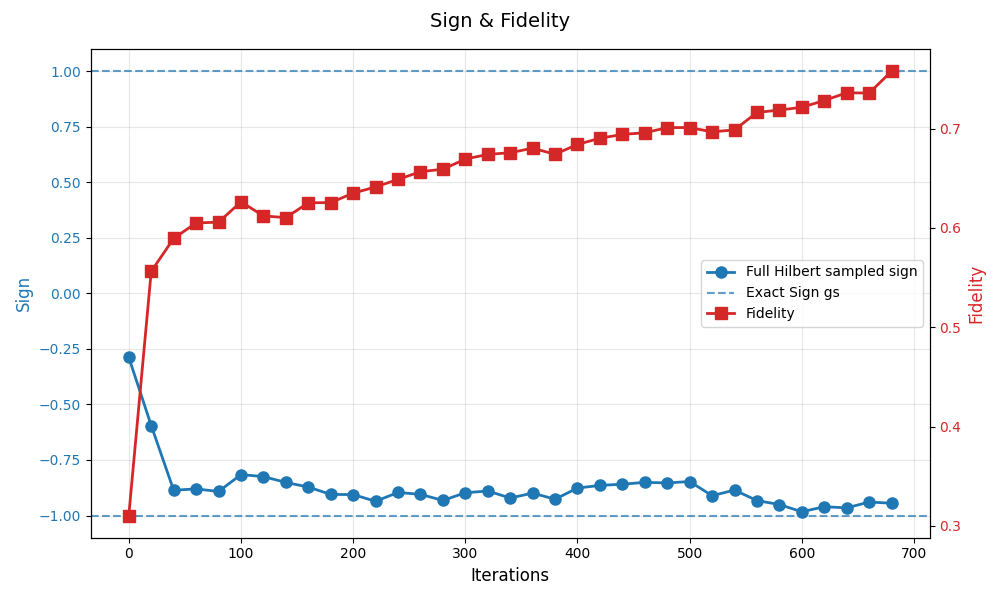 Sign & Fidelity
1.00
0.75
0.50
0.25
0.00
−0.25
−0.50
−0.75
−1.00
Sign
0.7
0.6
0.5
0.4
0.3
Fidelity
Full Hilbert sampled sign
Exact Sign gs
Fidelity
0 100 200 300 400 500 600 700
Iterations